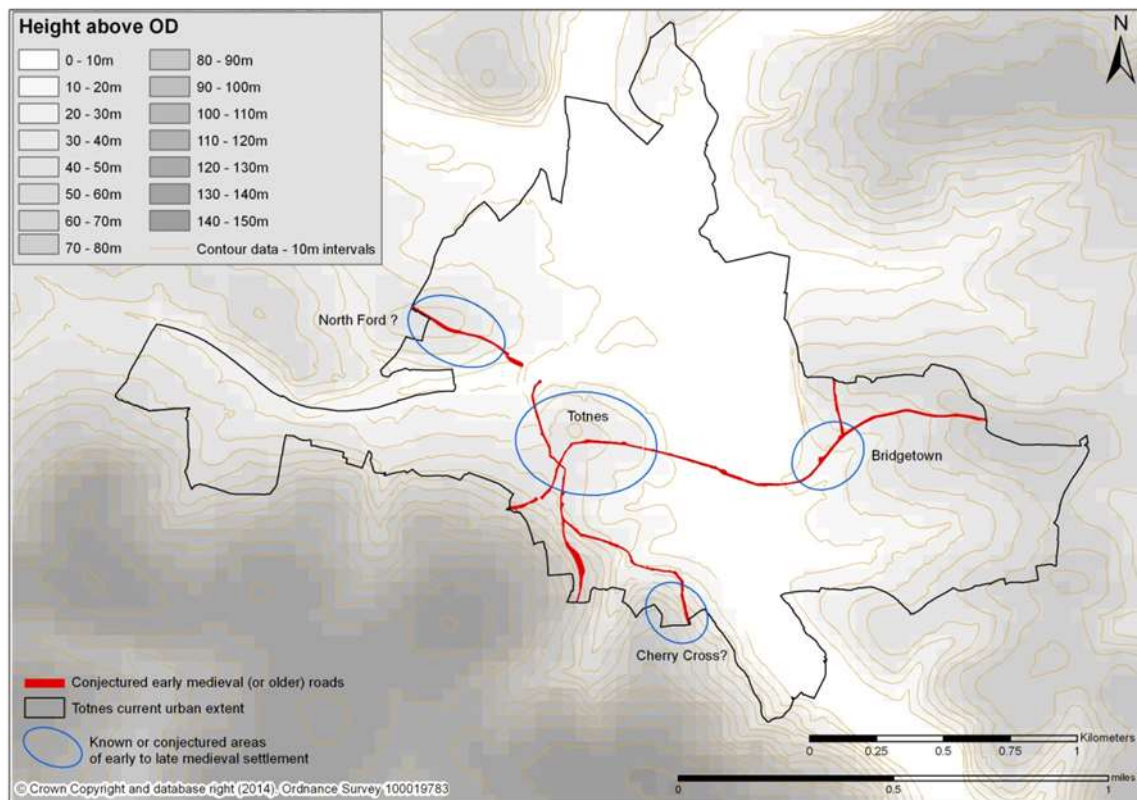 Height above OD
0 - 10m
10 - 20m
20 - 30m
30 - 40m
40 - 50m
50 - 60m
60 - 70m
70 - 80m
80 - 90m
90 - 100m
100 - 110m
110 - 120m
120 - 130m
130 - 140m
140 - 150m
Contour data - 10m intervals
N
North Ford ?
Totnes
Bridgetown
Cherry Cross?
Conjectured early medieval (or older) roads
Totnes current urban extent
Known or conjectured areas
of early to late medieval settlement
Kilometers
0 0.25 0.5 0.75 1
miles
0 0.5 1
© Crown Copyright and database right (2014). Ordnance Survey 100019783